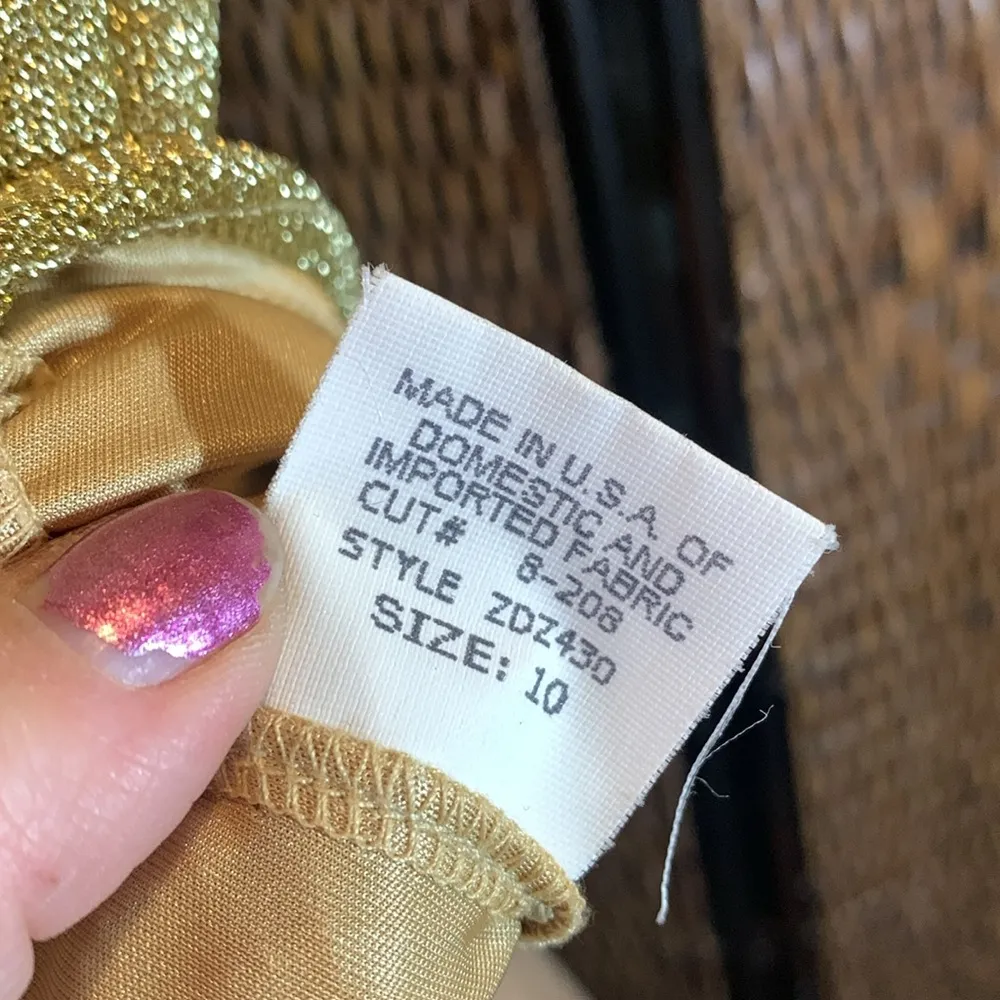 MADE IN U.S.A. OF
DOMESTIC AND
IMPORTED FABRIC
CUT# 8-208
STYLE ZDZ430
SIZE: 10